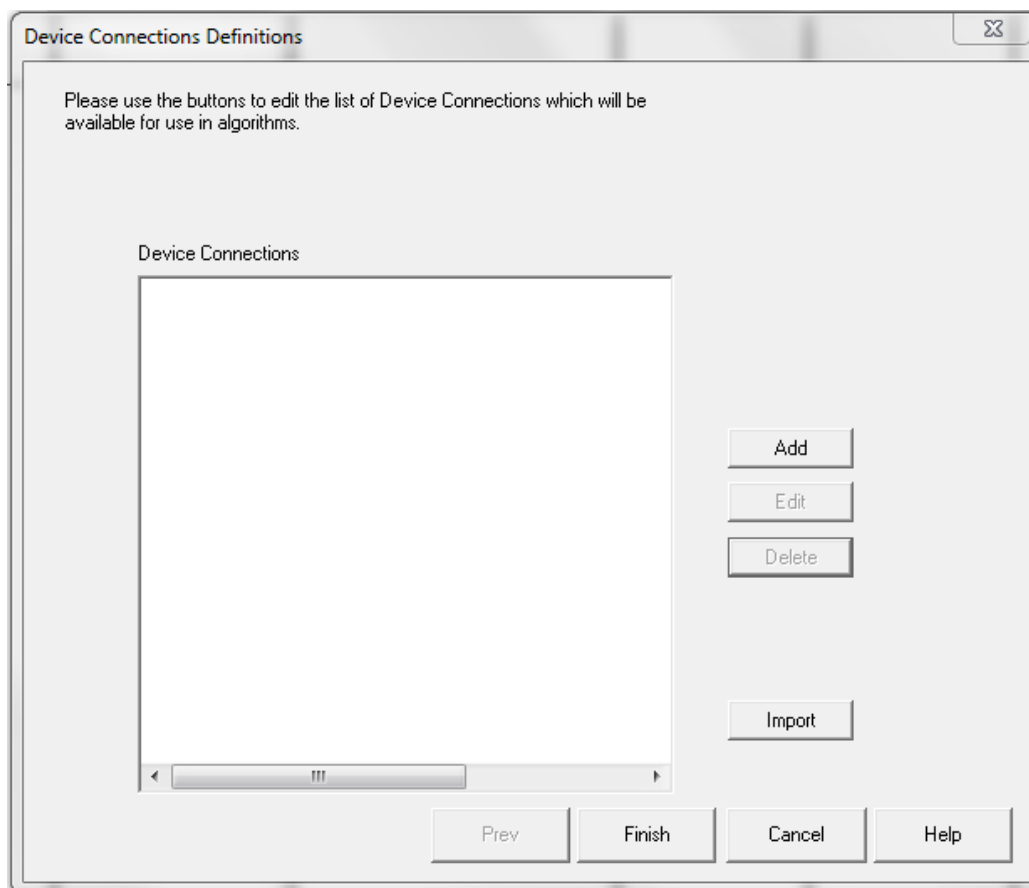 Device Connections Definitions
Please use the buttons to edit the list of Device Connections which will be
available for use in algorithms.
Device Connections
Add
Edit
Delete
Import
Prev
Finish
Cancel
Help